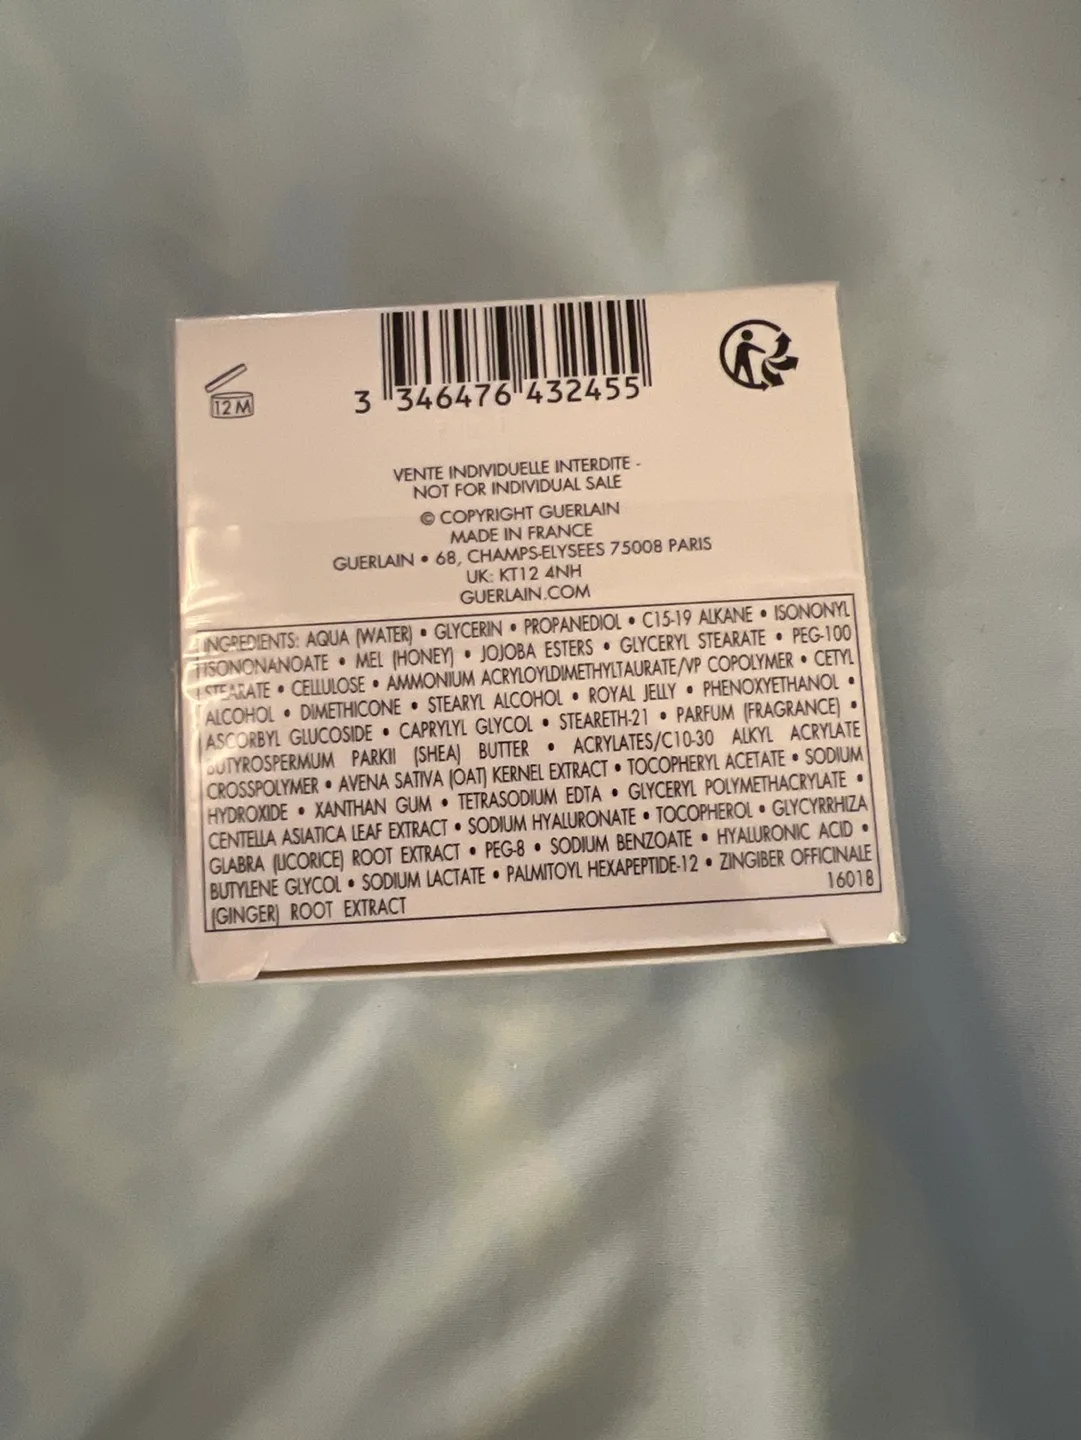 12 M
3 346476 432455
VENTE INDIVIDUELLE INTERDITE -
NOT FOR INDIVIDUAL SALE
© COPYRIGHT GUERLAIN
MADE IN FRANCE
GUERLAIN • 68, CHAMPS-ELYSEES 75008 PARIS
UK: KT12 4NH
GUERLAIN.COM
INGREDIENTS: AQUA (WATER) • GLYCERIN • PROPANEDIOL • C15-19 ALKANE • ISONONYL
ISONONANOATE • MEL (HONEY) • JOJOBA ESTERS • GLYCERYL STEARATE • PEG-100
STEARATE • CELLULOSE • AMMONIUM ACRYLOYLDIMETHYLTAURATE/VP COPOLYMER • CETYL
ALCOHOL • DIMETHICONE • STEARYL ALCOHOL • ROYAL JELLY • PHENOXYETHANOL •
ASCORBYL GLUCOSIDE • CAPRYLYL GLYCOL • STEARETH-21 • PARFUM (FRAGRANCE) •
BUTYROSPERMUM PARKII (SHEA) BUTTER • ACRYLATES/C10-30 ALKYL ACRYLATE
CROSSPOLYMER • AVENA SATIVA (OAT) KERNEL EXTRACT • TOCOPHERYL ACETATE • SODIUM
HYDROXIDE • XANTHAN GUM • TETRASODIUM EDTA • GLYCERYL POLYMETHACRYLATE •
CENTELLA ASIATICA LEAF EXTRACT • SODIUM HYALURONATE • TOCOPHEROL • GLYCYRRHIZA
GLABRA (LICORICE) ROOT EXTRACT • PEG-8 • SODIUM BENZOATE • HYALURONIC ACID •
BUTYLENE GLYCOL • SODIUM LACTATE • PALMITOYL HEXAPEPTIDE-12 • ZINGIBER OFFICINALE
(GINGER) ROOT EXTRACT 16018